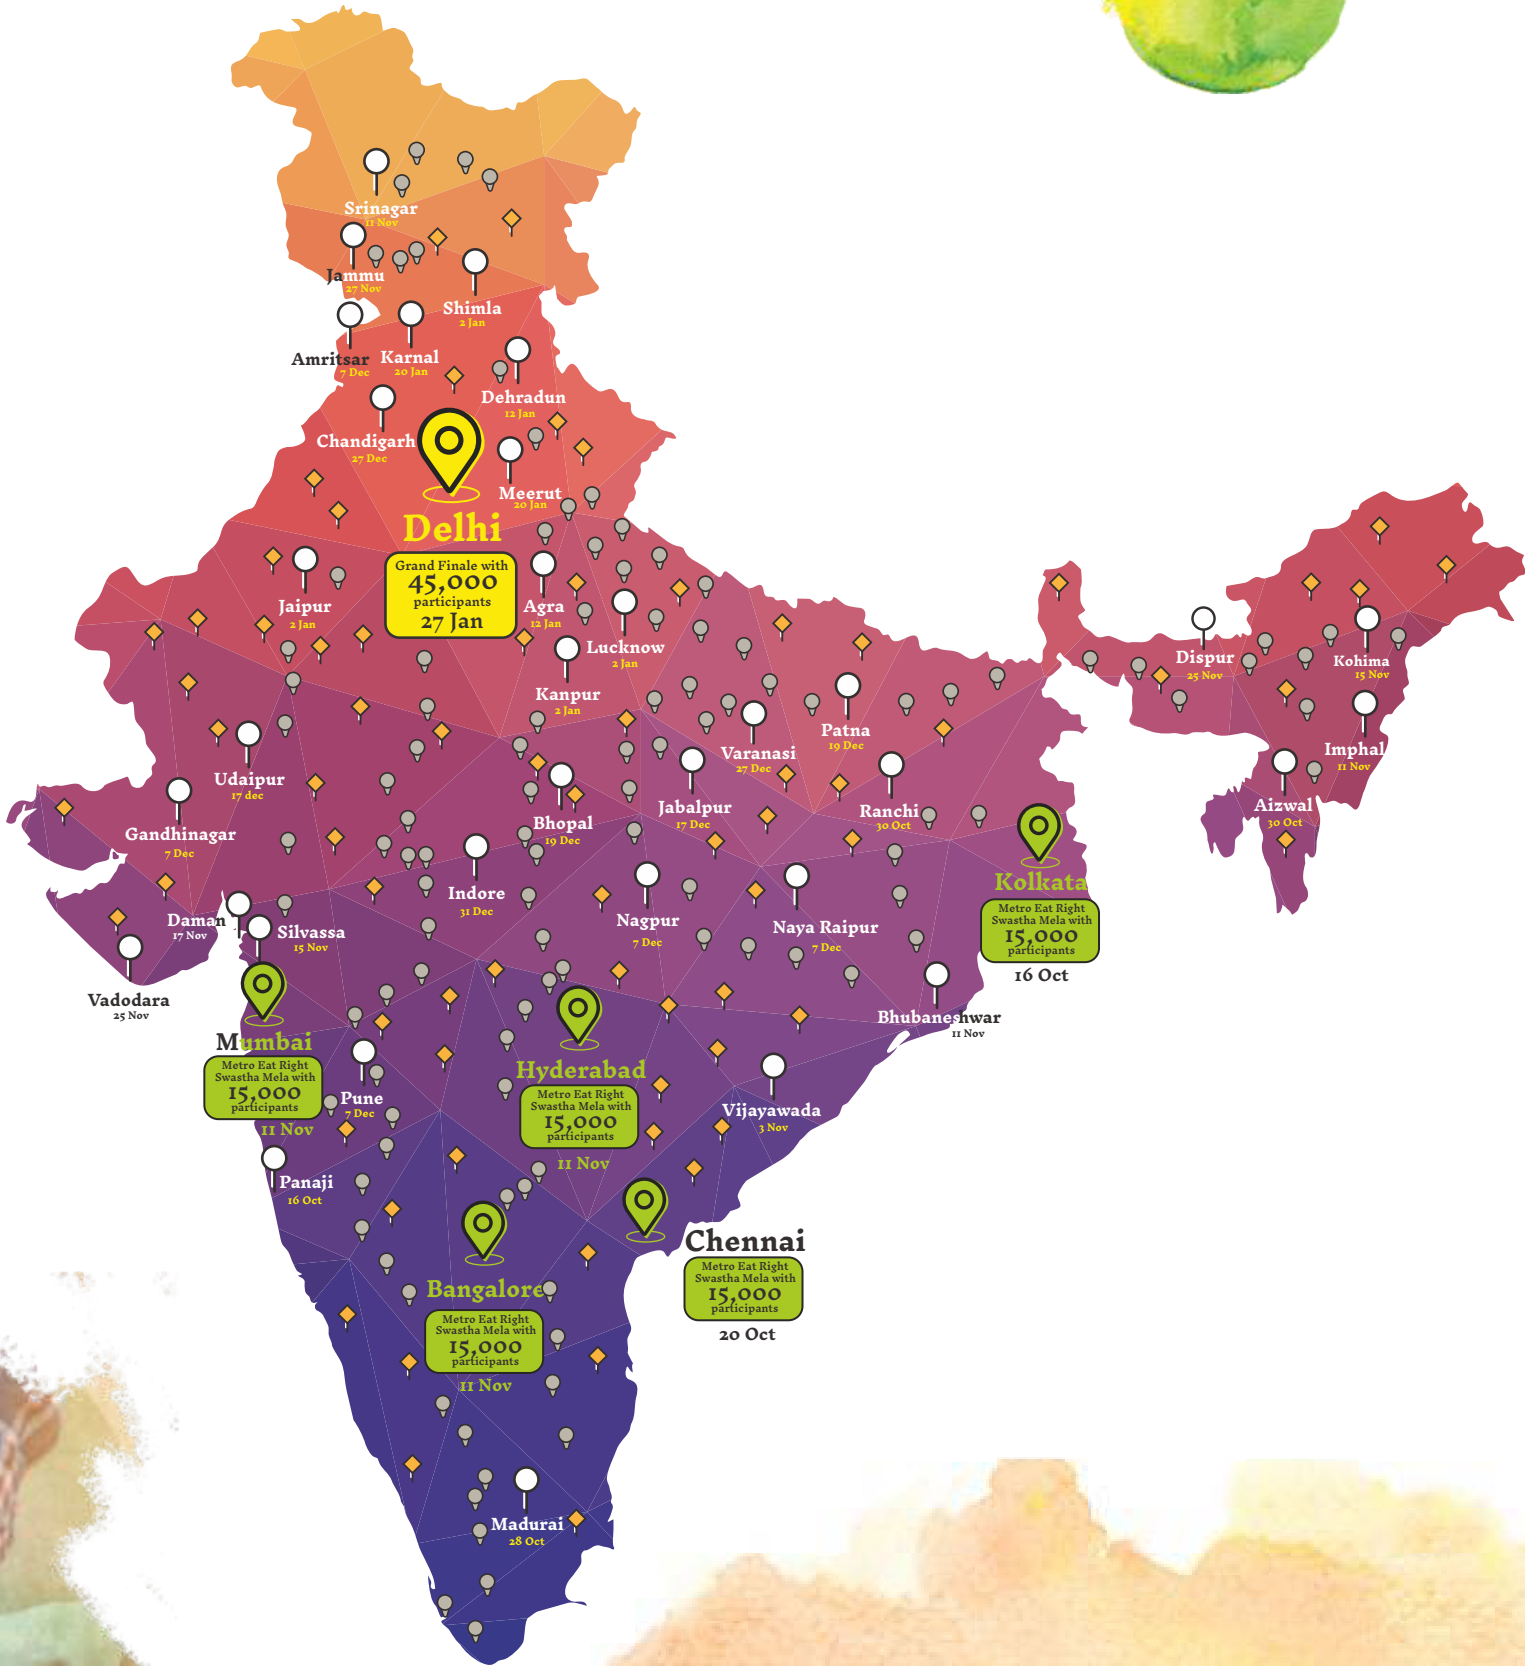 Srinagar
11 Nov
Jammu
27 Nov
Shimla
2 Jan
Amritsar
7 Dec
Karnal
20 Jan
Dehradun
12 Jan
Chandigarh
27 Dec
Meerut
20 Jan
Delhi
Grand Finale with
45,000
participants
27 Jan
Jaipur
2 Jan
Agra
12 Jan
Lucknow
2 Jan
Kanpur
2 Jan
Dispur
25 Nov
Kohima
15 Nov
Imphal
11 Nov
Aizwal
30 Oct
Patna
19 Dec
Varanasi
27 Dec
Udaipur
17 dec
Gandhinagar
7 Dec
Bhopal
19 Dec
Jabalpur
17 Dec
Ranchi
30 Oct
Kolkata
Metro Eat Right
Swastha Mela with
15,000
participants
16 Oct
Indore
31 Dec
Nagpur
7 Dec
Naya Raipur
7 Dec
Daman
17 Nov
Silvassa
15 Nov
Vadodara
25 Nov
Bhubaneshwar
11 Nov
Mumbai
Metro Eat Right
Swastha Mela with
15,000
participants
11 Nov
Pune
7 Dec
Hyderabad
Metro Eat Right
Swastha Mela with
15,000
participants
11 Nov
Vijayawada
3 Nov
Panaji
16 Oct
Chennai
Metro Eat Right
Swastha Mela with
15,000
participants
20 Oct
Bangalore
Metro Eat Right
Swastha Mela with
15,000
participants
11 Nov
Madurai
28 Oct